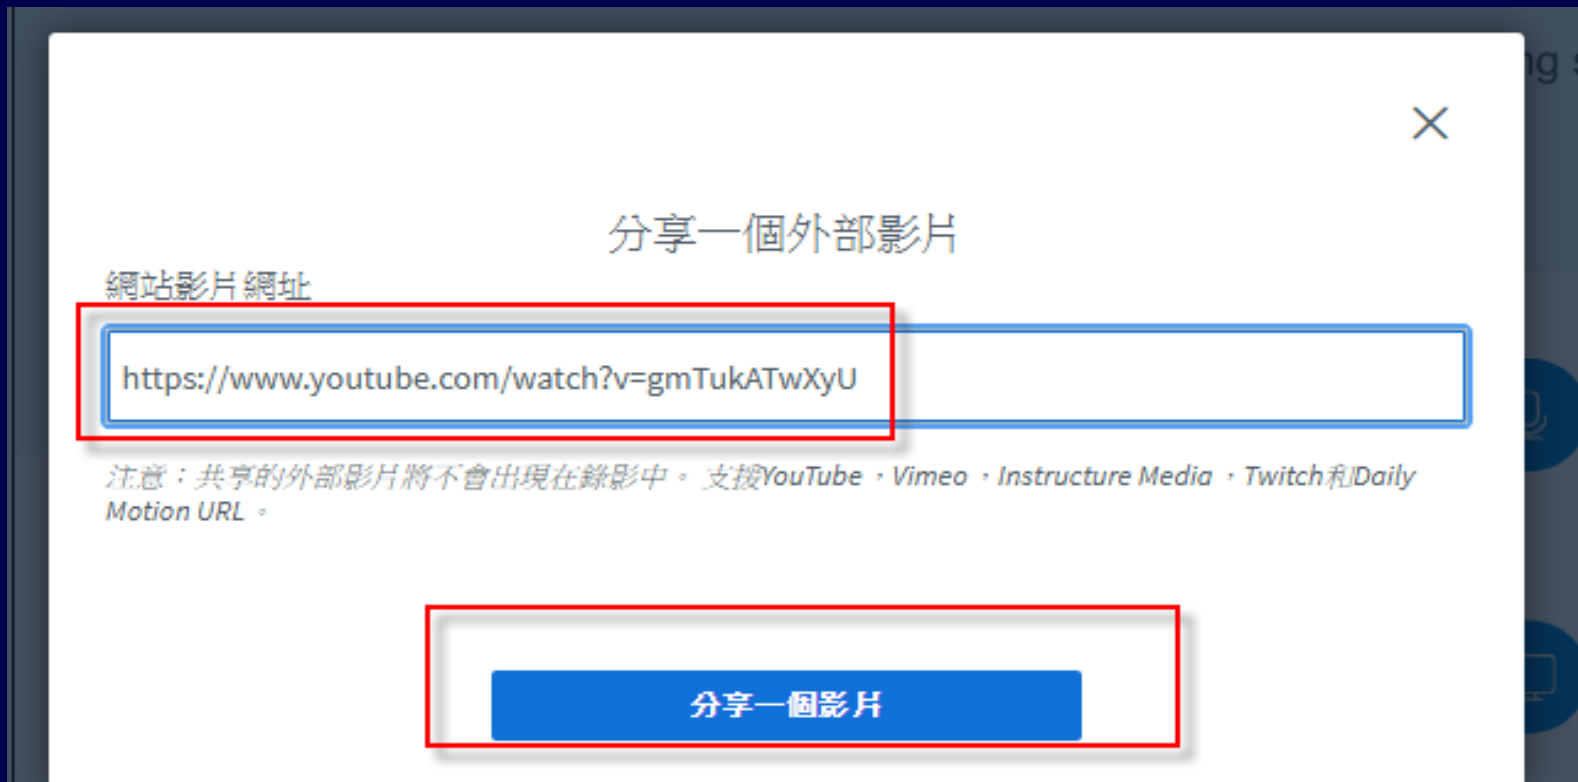 ng s
分享一個外部影片
網站影片網址
https://www.youtube.com/watch?v=gmTukATwXyU
注意：共享的外部影片將不會出現在錄影中。 支援YouTube，Vimeo，Instructure Media，Twitch和Daily
Motion URL。
分享一個影片